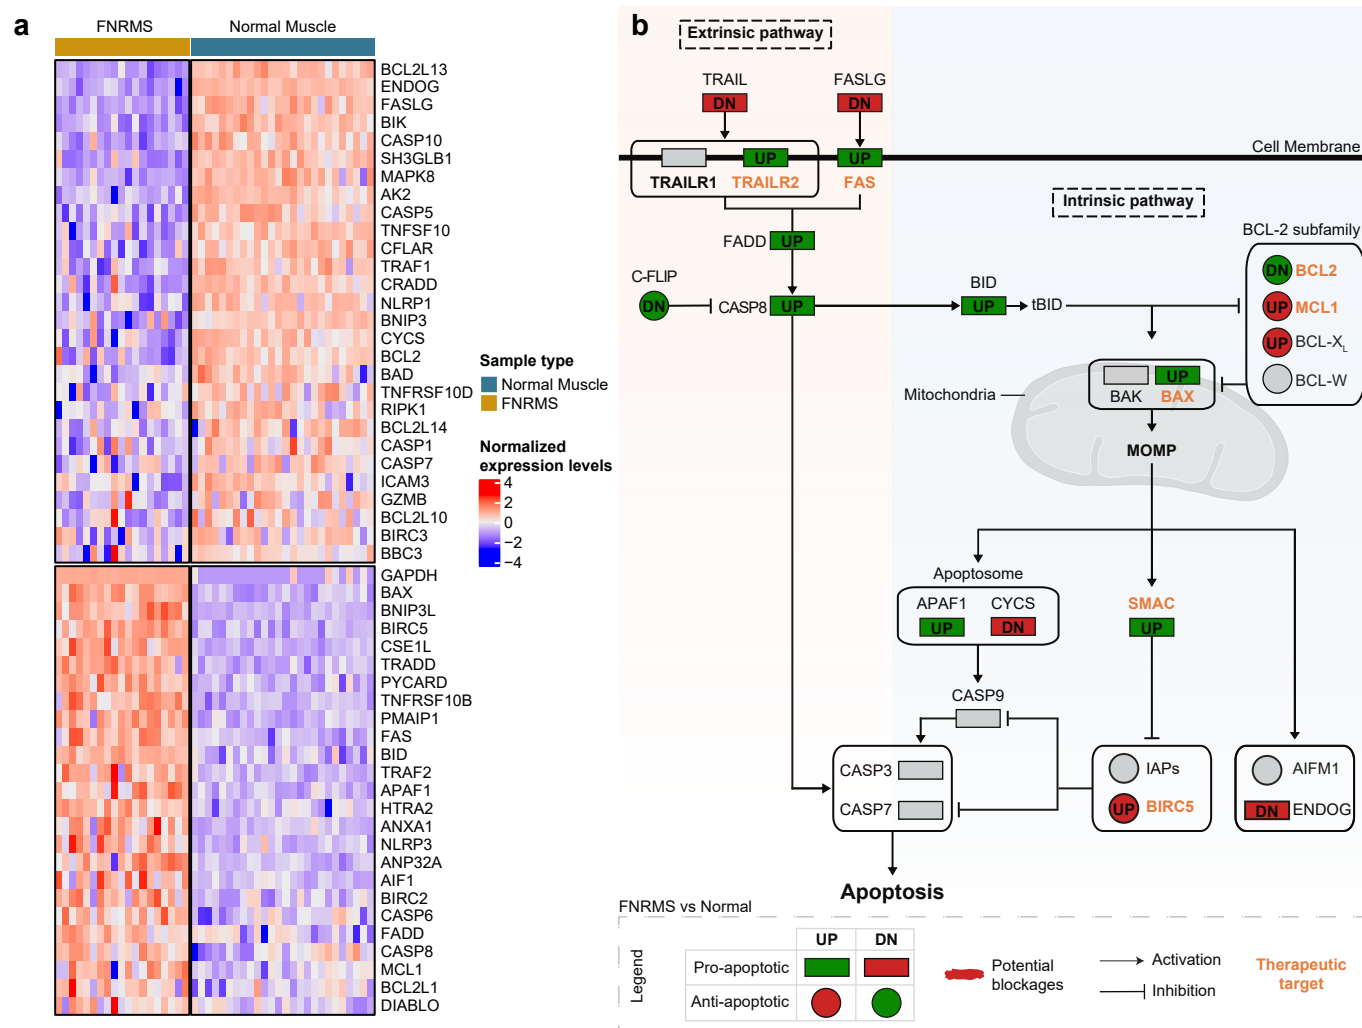 a
FNRMS
Normal Muscle
BCL2L13
ENDOG
FASLG
BIK
CASP10
SH3GLB1
MAPK8
AK2
CASP5
TNFSF10
CFLAR
TRAF1
CRADD
NLRP1
BNIP3
CYCS
BCL2
BAD
TNFRSF10D
RIPK1
BCL2L14
CASP1
CASP7
ICAM3
GZMB
BCL2L10
BIRC3
BBC3
GAPDH
BAX
BNIP3L
BIRC5
CSE1L
TRADD
PYCARD
TNFRSF10B
PMAIP1
FAS
BID
TRAF2
APAF1
HTRA2
ANXA1
NLRP3
ANP32A
AIF1
BIRC2
CASP6
FADD
CASP8
MCL1
BCL2L1
DIABLO
Sample type
Normal Muscle
FNRMS
Normalized
expression levels
4
2
0
−2
−4
b
Extrinsic pathway
TRAIL
FASLG
DN
DN
Cell Membrane
UP
UP
TRAILR1
TRAILR2
FAS
Intrinsic pathway
FADD
UP
BCL-2 subfamily
C-FLIP
DN
CASP8
UP
BID
UP
tBID
DN
BCL2
UP
MCL1
UP
BCL-XL
BCL-W
Mitochondria
UP
BAK
BAX
MOMP
Apoptosome
APAF1
CYCS
UP
DN
SMAC
UP
CASP9
CASP3
CASP7
IAPs
UP
BIRC5
AIFM1
DN
ENDOG
Apoptosis
FNRMS vs Normal
Legend
UP
DN
Pro-apoptotic
Anti-apoptotic
Potential
blockages
Activation
Inhibition
Therapeutic
target